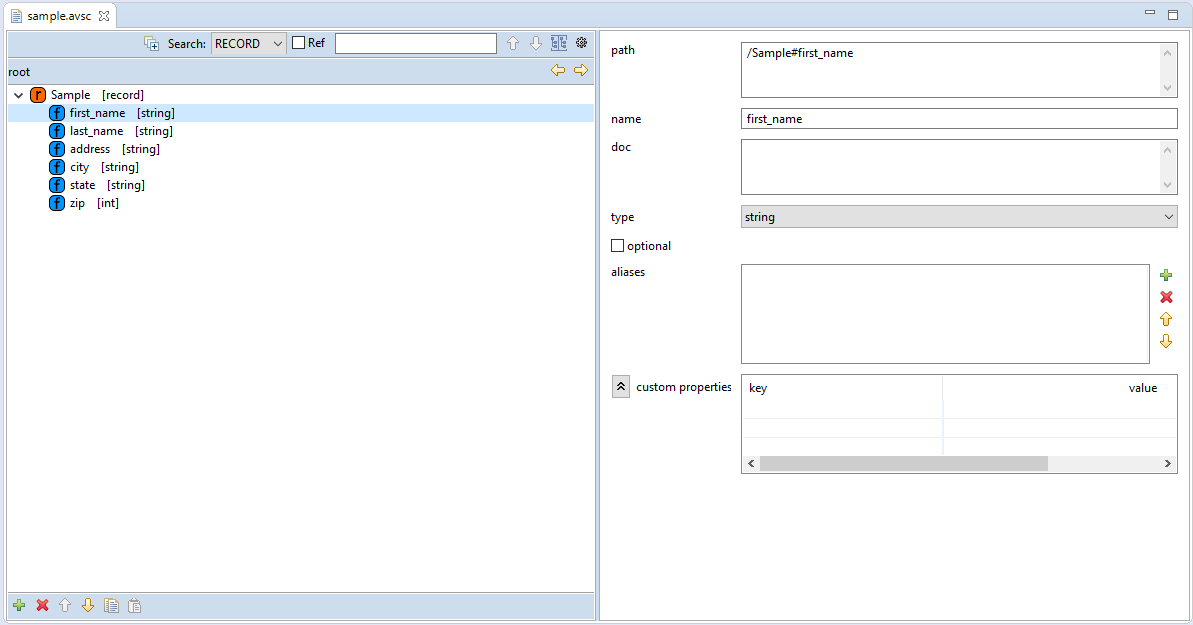 sample.avsc
Search: RECORD Ref
root
Sample [record]
first_name [string]
last_name [string]
address [string]
city [string]
state [string]
zip [int]
path /Sample#first_name
name first_name
doc
type string
optional
aliases
custom properties key value